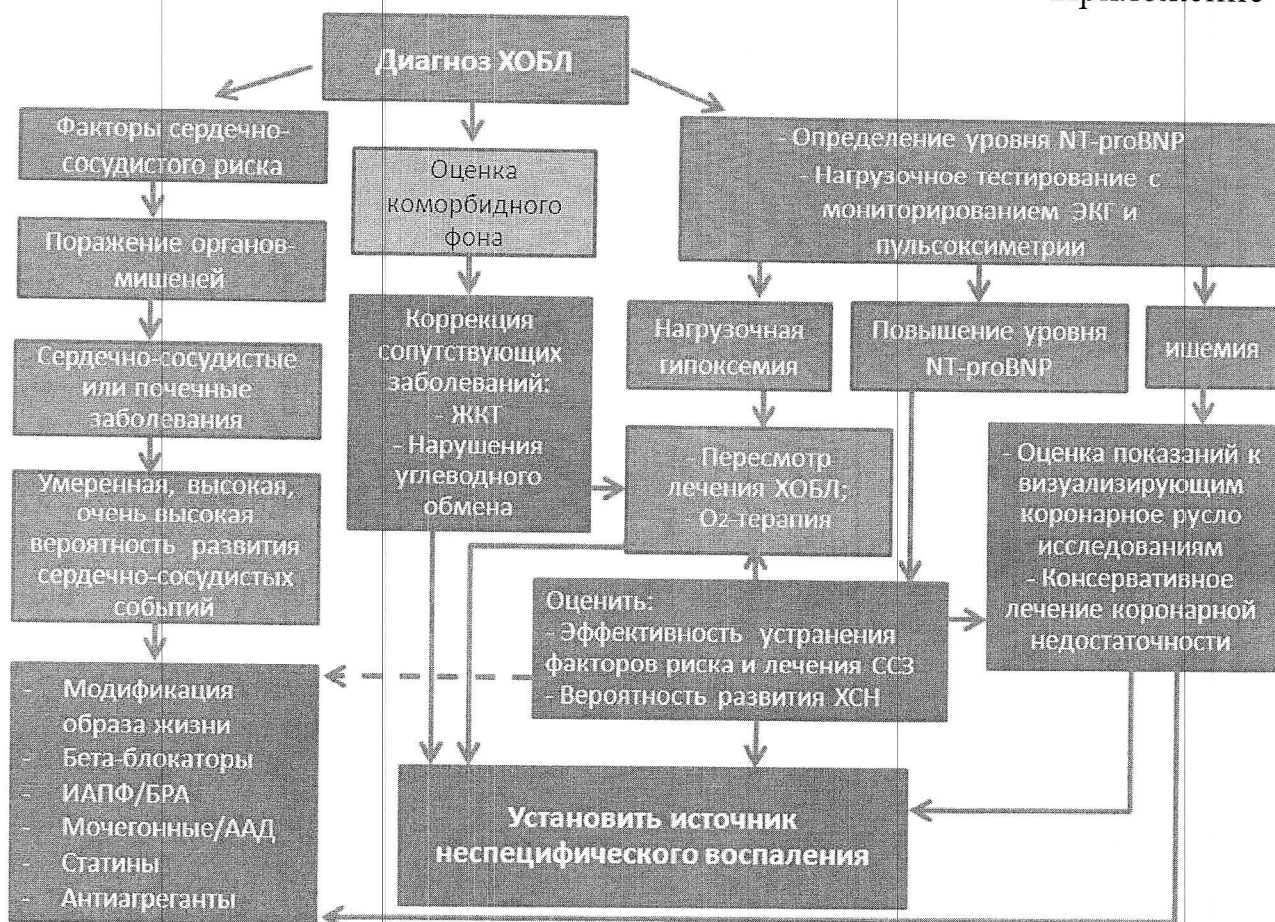 Приложение
Диагноз ХОБЛ
Факторы сердечно-
сосудистого риска
Поражение органов-
мишеней
Сердечно-сосудистые
или почечные
заболевания
Умеренная, высокая,
очень высокая
вероятность развития
сердечно-сосудистых
событий
- Модификация
образа жизни
- Бета-блокаторы
- ИАПФ/БРА
- Мочегонные/ААД
- Статины
- Антиагреганты
Оценка
коморбидного
фона
Коррекция
сопутствующих
заболеваний:
- ЖКТ
- Нарушения
углеводного
обмена
- Определение уровня NT-proBNP
- Нагрузочное тестирование с
мониторированием ЭКГ и
пульсоксиметрии
Нагрузочная
гипоксемия
Повышение уровня
NT-proBNP
ишемия
- Пересмотр
лечения ХОБЛ;
- О2-терапия
- Оценка показаний к
визуализирующим
коронарное русло
исследованиям
- Консервативное
лечение коронарной
недостаточности
Оценить:
- Эффективность устранения
факторов риска и лечения ССЗ
- Вероятность развития ХСН
Установить источник
неспецифического воспаления